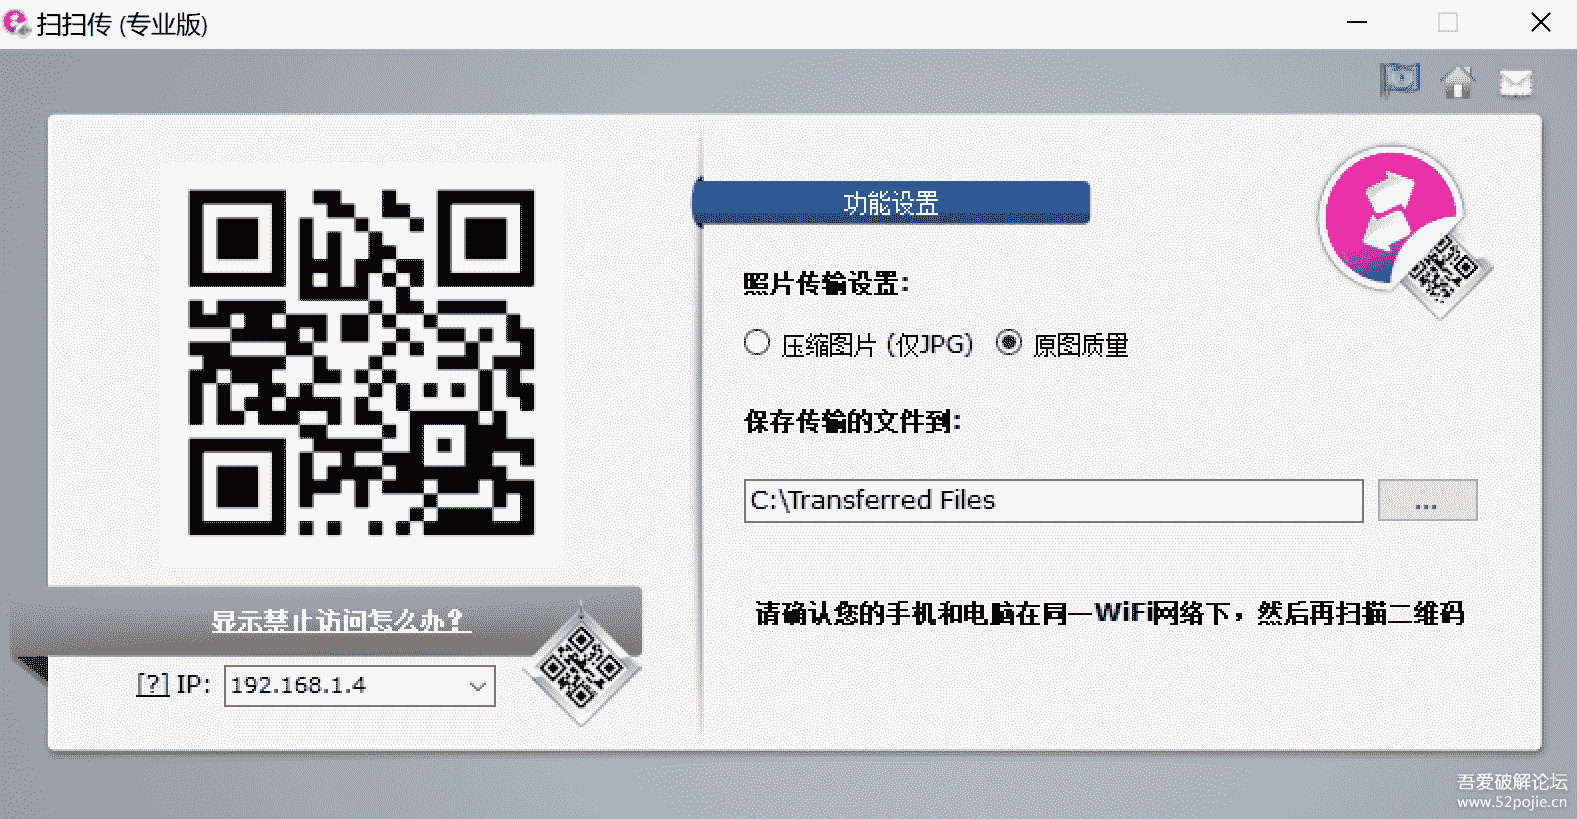 扫扫传 (专业版)
功能设置
照片传输设置:
压缩图片 (仅JPG)
原图质量
保存传输的文件到:
C:\Transferred Files
...
请确认您的手机和电脑在同一WiFi网络下，然后再扫描二维码
显示禁止访问怎么办?
[?] IP: 192.168.1.4
吾爱破解论坛
www.52pojie.cn